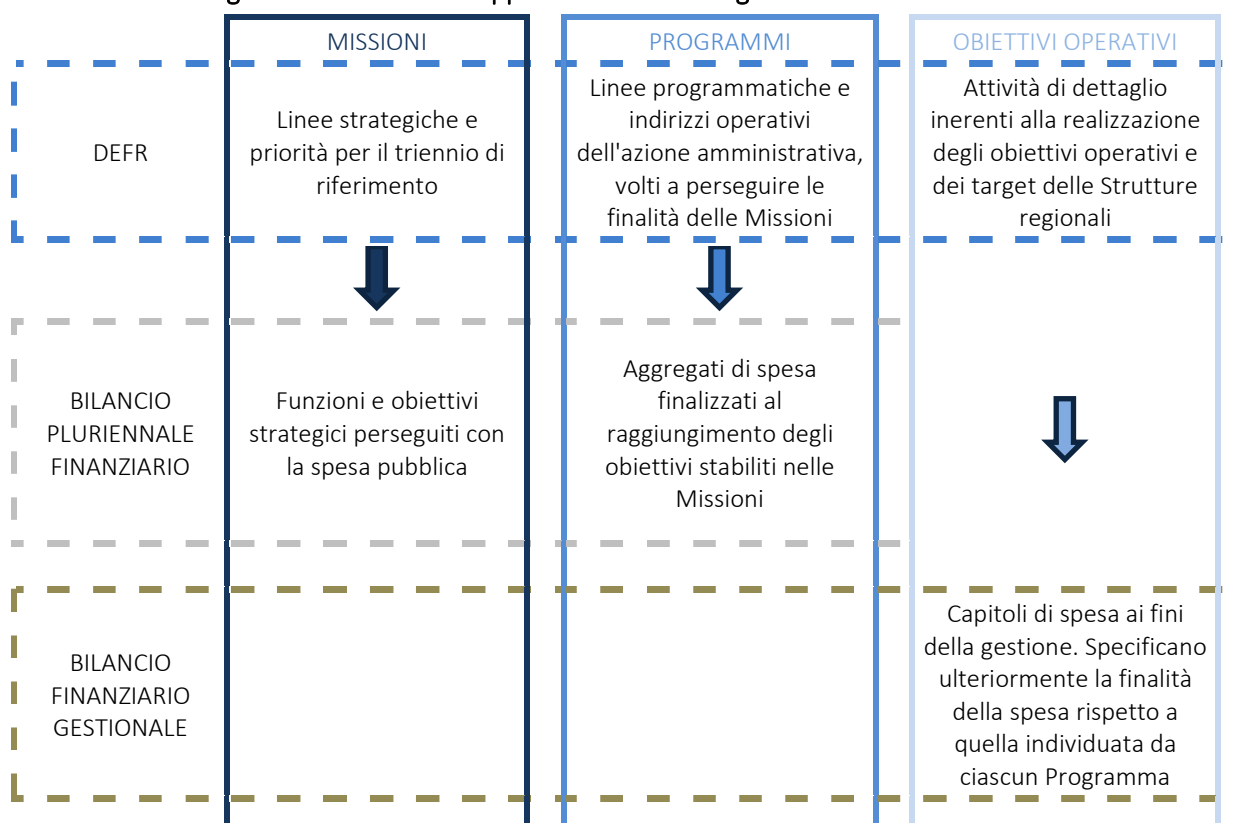 MISSIONI
PROGRAMMI
OBIETTIVI OPERATIVI
DEFR
Linee strategiche e
priorità per il triennio di
riferimento
Linee programmatiche e
indirizzi operativi
dell'azione amministrativa,
volti a perseguire le
finalità delle Missioni
Attività di dettaglio
inerenti alla realizzazione
degli obiettivi operativi e
dei target delle Strutture
regionali
BILANCIO
PLURIENNALE
FINANZIARIO
Funzioni e obiettivi
strategici perseguiti con
la spesa pubblica
Aggregati di spesa
finalizzati al
raggiungimento degli
obiettivi stabiliti nelle
Missioni
BILANCIO
FINANZIARIO
GESTIONALE
Capitoli di spesa ai fini
della gestione. Specificano
ulteriormente la finalità
della spesa rispetto a
quella individuata da
ciascun Programma